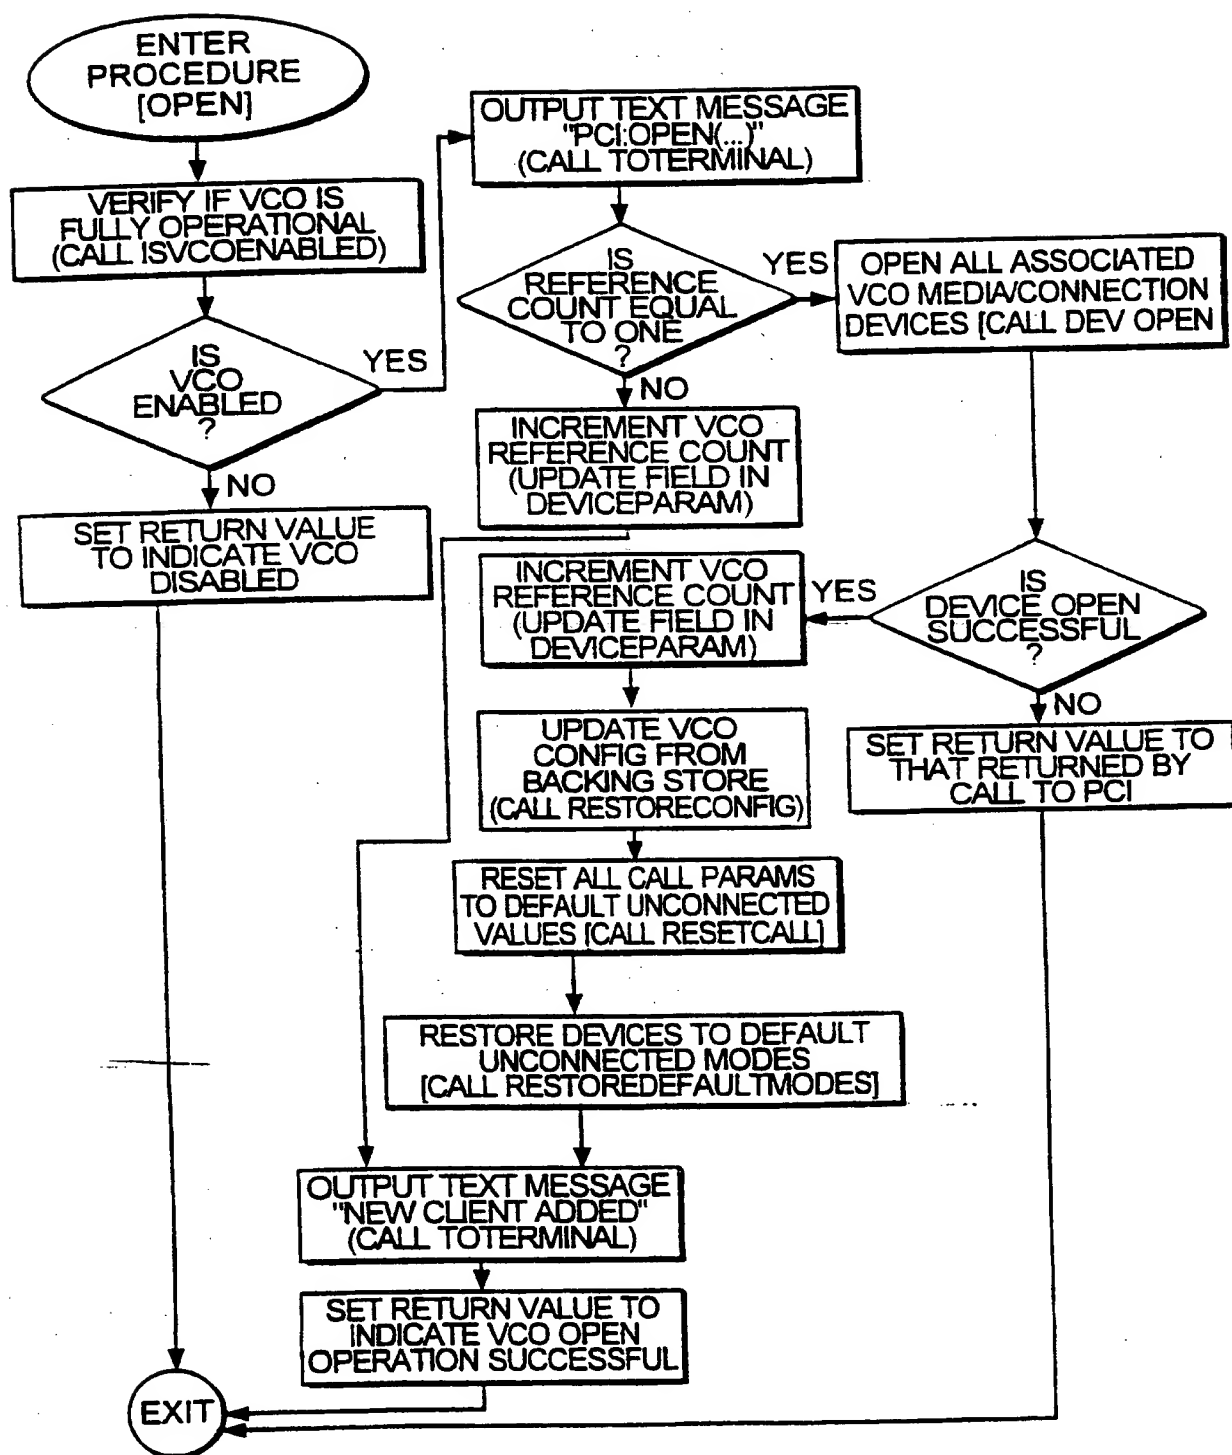 ENTER
PROCEDURE
[OPEN]
VERIFY IF VCO IS
FULLY OPERATIONAL
(CALL ISVCOENABLED)
IS
VCO
ENABLED
?
YES
NO
SET RETURN VALUE
TO INDICATE VCO
DISABLED
OUTPUT TEXT MESSAGE
"PCI:OPEN(...)"
(CALL TOTERMINAL)
IS
REFERENCE
COUNT EQUAL
TO ONE
?
YES
NO
OPEN ALL ASSOCIATED
VCO MEDIA/CONNECTION
DEVICES [CALL DEV OPEN
INCREMENT VCO
REFERENCE COUNT
(UPDATE FIELD IN
DEVICEPARAM)
IS
DEVICE OPEN
SUCCESSFUL
?
YES
NO
SET RETURN VALUE TO
THAT RETURNED BY
CALL TO PCI
INCREMENT VCO
REFERENCE COUNT
(UPDATE FIELD IN
DEVICEPARAM)
UPDATE VCO
CONFIG FROM
BACKING STORE
(CALL RESTORECONFIG)
RESET ALL CALL PARAMS
TO DEFAULT UNCONNECTED
VALUES [CALL RESETCALL]
RESTORE DEVICES TO DEFAULT
UNCONNECTED MODES
[CALL RESTOREDEFAULTMODES]
OUTPUT TEXT MESSAGE
"NEW CLIENT ADDED"
(CALL TOTERMINAL)
SET RETURN VALUE TO
INDICATE VCO OPEN
OPERATION SUCCESSFUL
EXIT